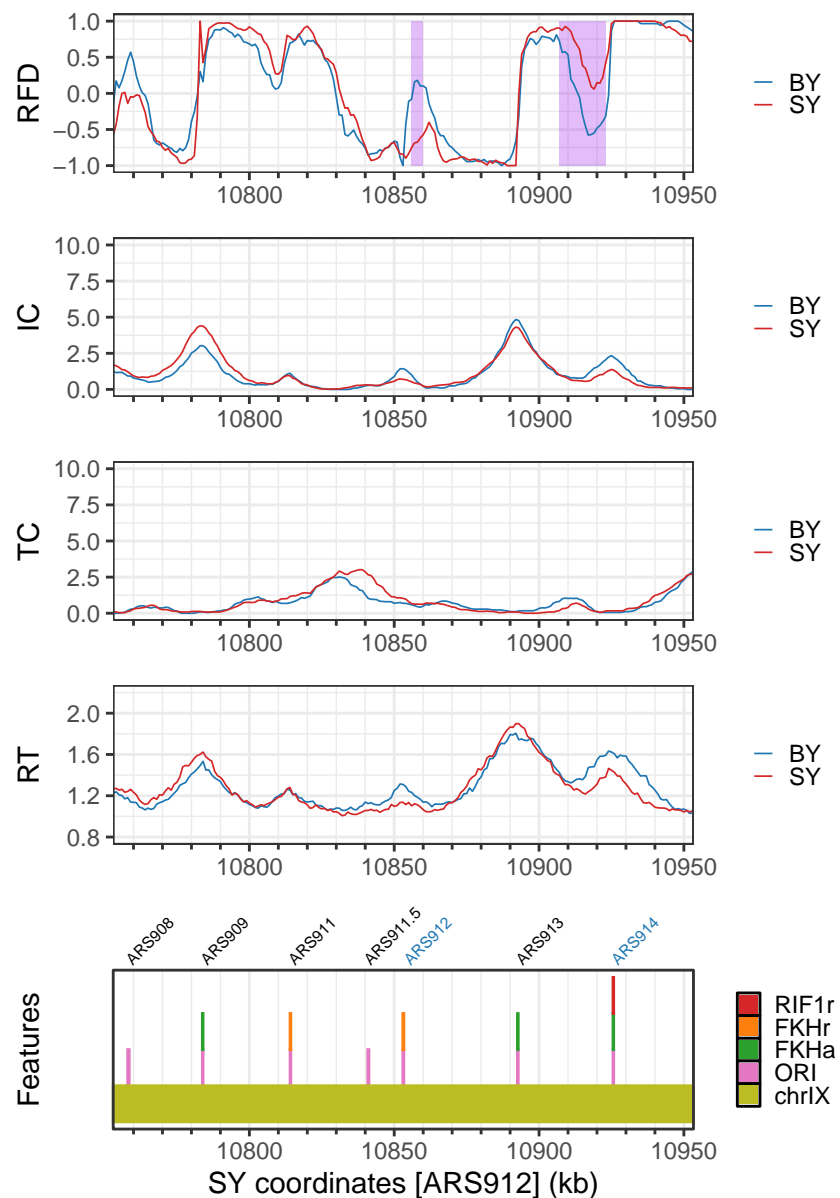 1.0
0.5
0.0
−0.5
−1.0
RFD
BY
SY
10800
10850
10900
10950
10.0
7.5
5.0
2.5
0.0
IC
BY
SY
10800
10850
10900
10950
10.0
7.5
5.0
2.5
0.0
TC
BY
SY
10800
10850
10900
10950
2.0
1.6
1.2
0.8
RT
BY
SY
10800
10850
10900
10950
ARS908
ARS909
ARS911
ARS911.5
ARS912
ARS913
ARS914
Features
RIF1r
FKHr
FKHa
ORI
chrIX
10800
10850
10900
10950
SY coordinates [ARS912] (kb)